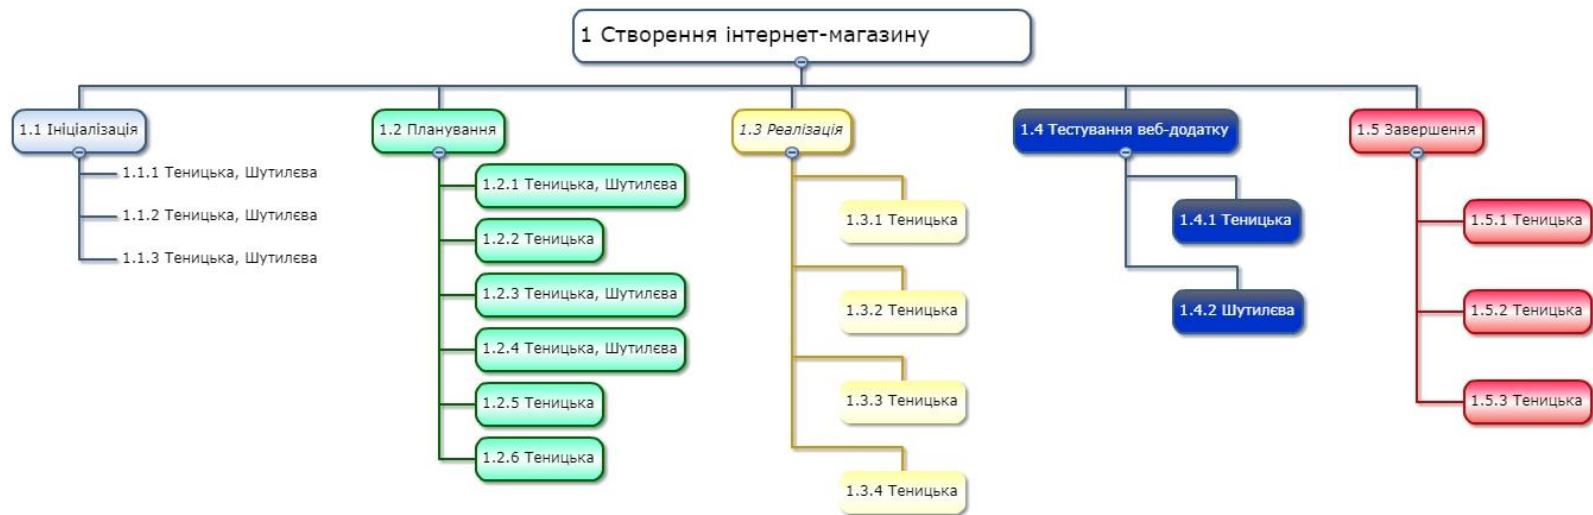 1 Створення інтернет-магазину
1.1 Ініціалізація
1.1.1 Теницька, Шутилєва
1.1.2 Теницька, Шутилєва
1.1.3 Теницька, Шутилєва
1.2 Планування
1.2.1 Теницька, Шутилєва
1.2.2 Теницька
1.2.3 Теницька, Шутилєва
1.2.4 Теницька, Шутилєва
1.2.5 Теницька
1.2.6 Теницька
1.3 Реалізація
1.3.1 Теницька
1.3.2 Теницька
1.3.3 Теницька
1.3.4 Теницька
1.4 Тестування веб-додатку
1.4.1 Теницька
1.4.2 Шутилєва
1.5 Завершення
1.5.1 Теницька
1.5.2 Теницька
1.5.3 Теницька